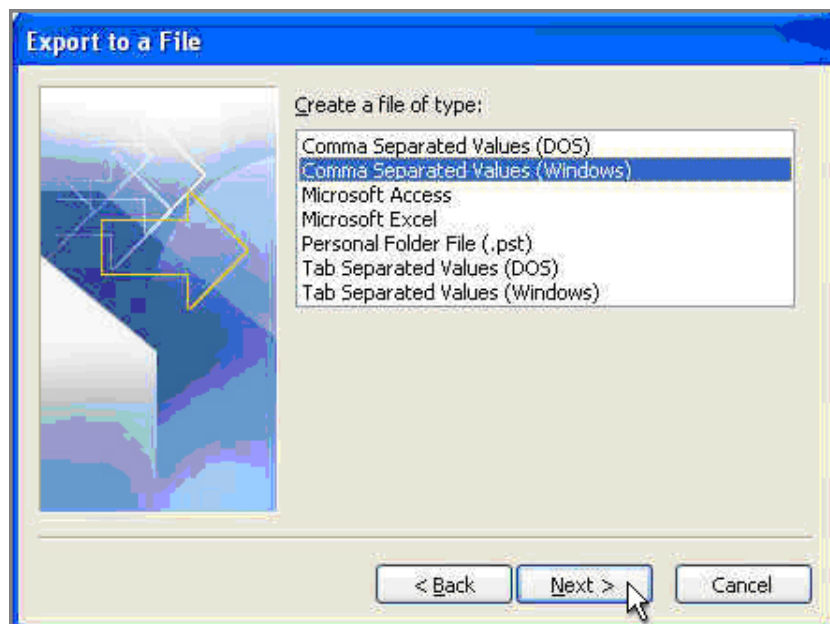 Export to a File
Create a file of type:
Comma Separated Values (DOS)
Comma Separated Values (Windows)
Microsoft Access
Microsoft Excel
Personal Folder File (.pst)
Tab Separated Values (DOS)
Tab Separated Values (Windows)
< Back Next > Cancel